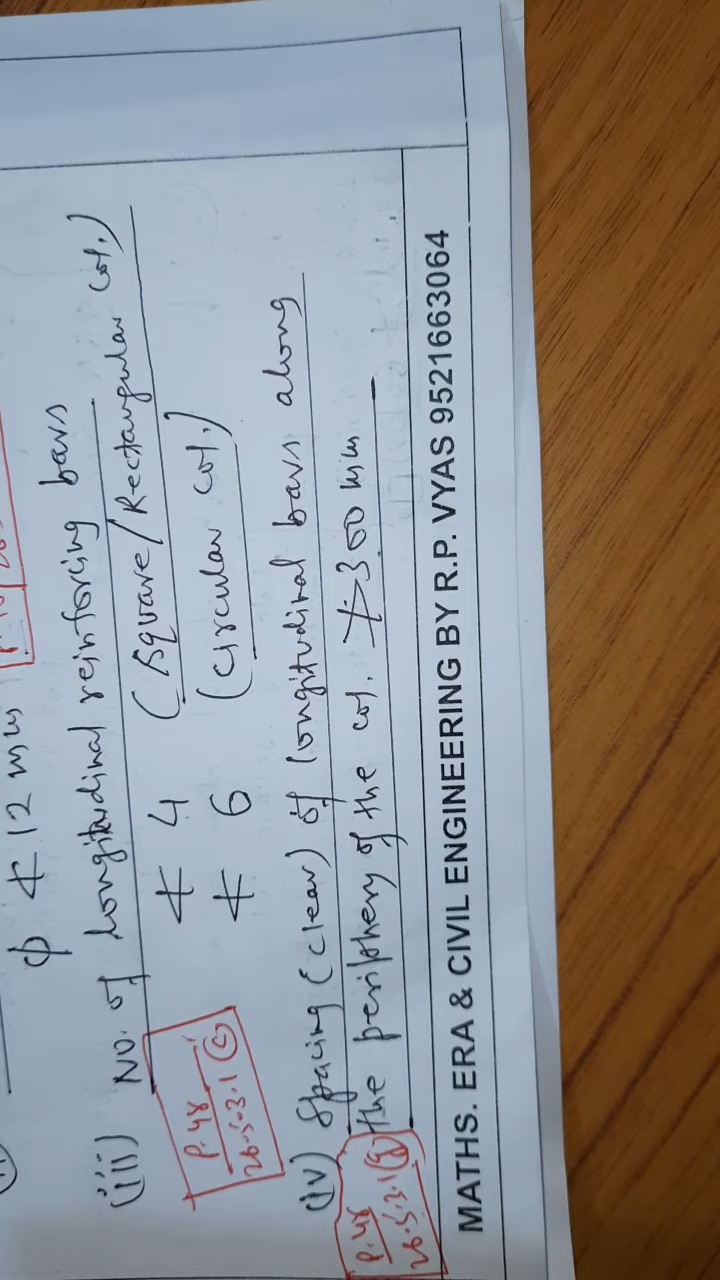 ϕ ≮ 12 mm
(iii) No. of longitudinal reinforcing bars
≮ 4 (Square/Rectangular col.)
≮ 6 (Circular col.)
P.48
26.5.3.1 (c)
(iv) Spacing (clear) of longitudinal bars along
the periphery of the col. ≯ 300 mm
P.48
26.5.3.1 (g)
MATHS. ERA & CIVIL ENGINEERING BY R.P. VYAS 9521663064